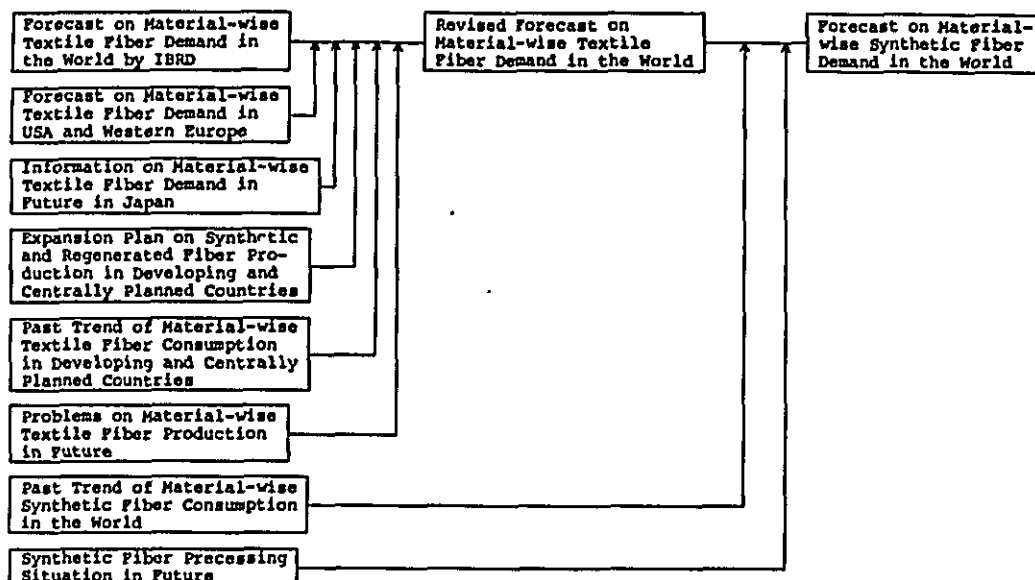 Forecast on Material-wise
Textile Fiber Demand in
the World by IBRD
Revised Forecast on
Material-wise Textile
Fiber Demand in the World
Forecast on Material-
wise Synthetic Fiber
Demand in the World
Forecast on Material-wise
Textile Fiber Demand in
USA and Western Europe
Information on Material-wise
Textile Fiber Demand in
Future in Japan
Expansion Plan on Synthetic
and Regenerated Fiber Pro-
duction in Developing and
Centrally Planned Countries
Past Trend of Material-wise
Textile Fiber Consumption
in Developing and Centrally
Planned Countries
Problems on Material-wise
Textile Fiber Production
in Future
Past Trend of Material-wise
Synthetic Fiber Consumption
in the World
Synthetic Fiber Precessing
Situation in Future